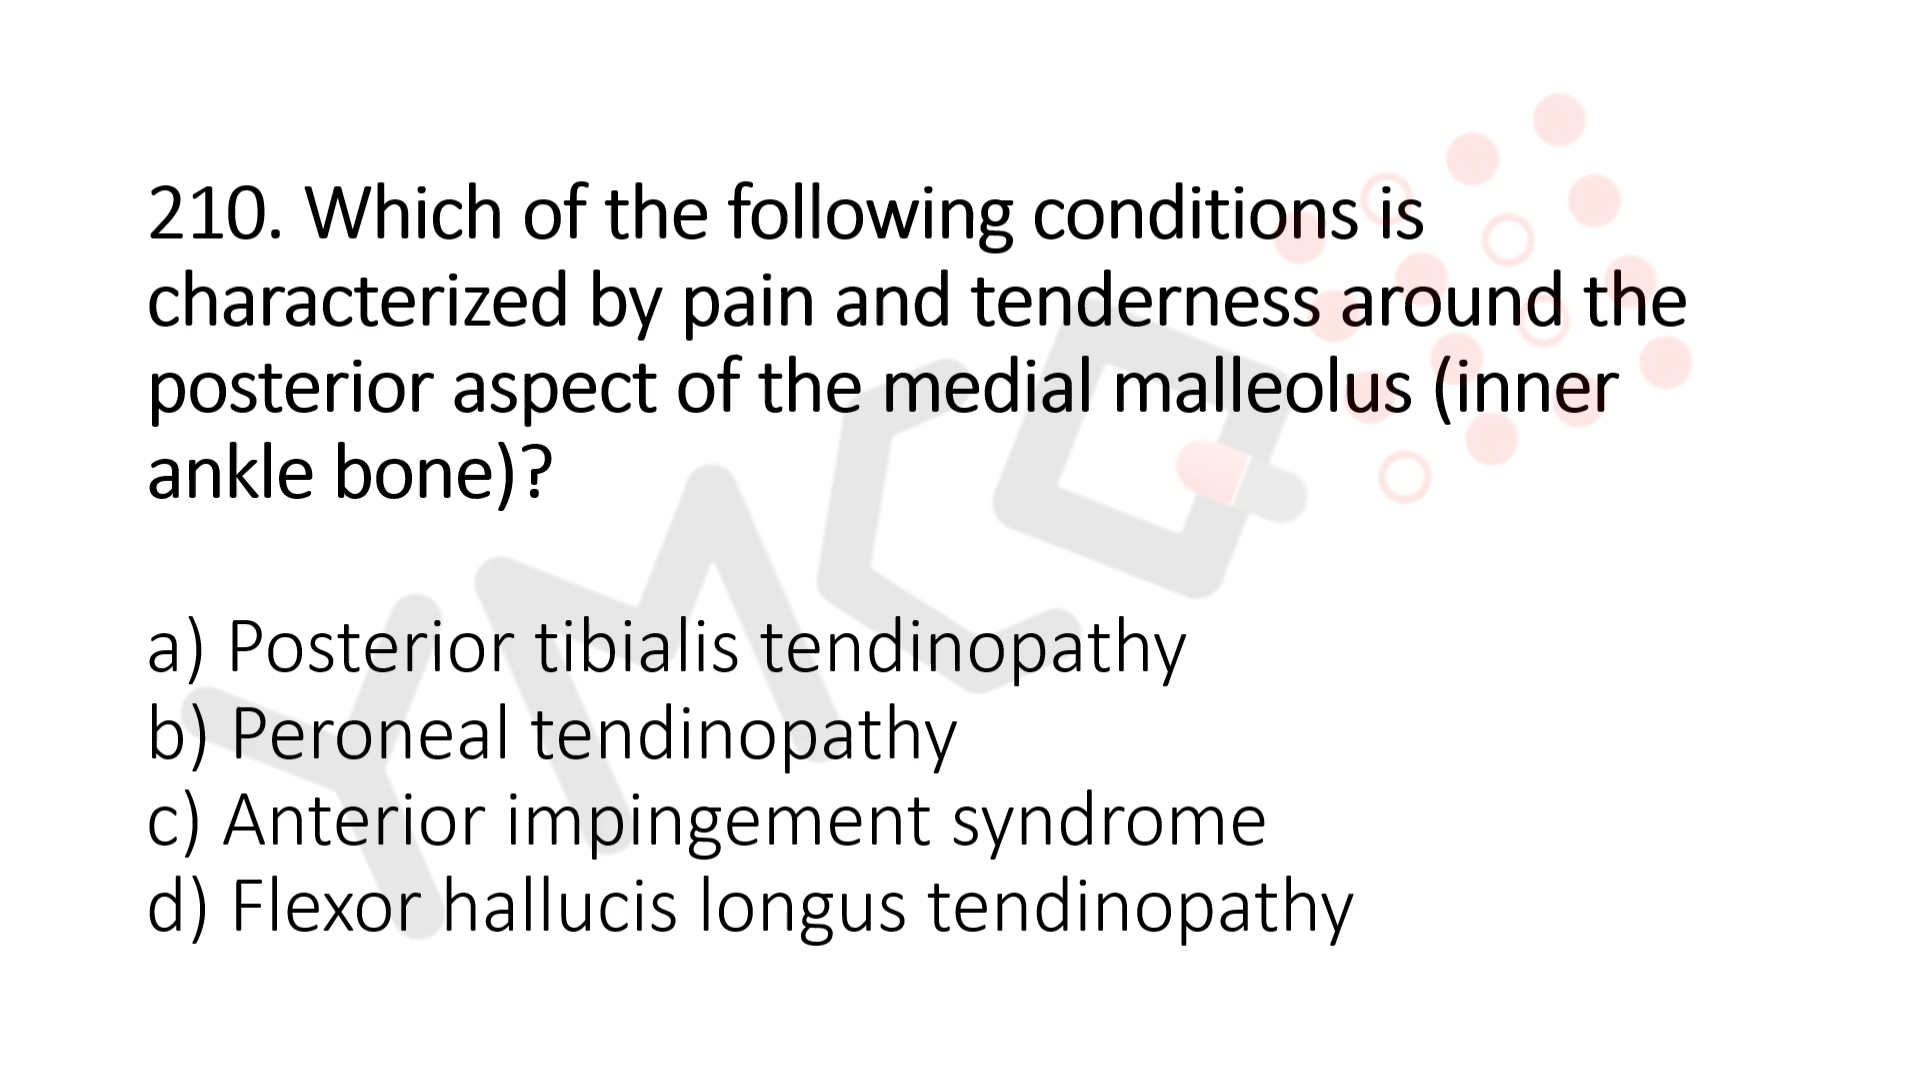 210. Which of the following conditions is
characterized by pain and tenderness around the
posterior aspect of the medial malleolus (inner
ankle bone)?
a) Posterior tibialis tendinopathy
b) Peroneal tendinopathy
c) Anterior impingement syndrome
d) Flexor hallucis longus tendinopathy
YMCQ